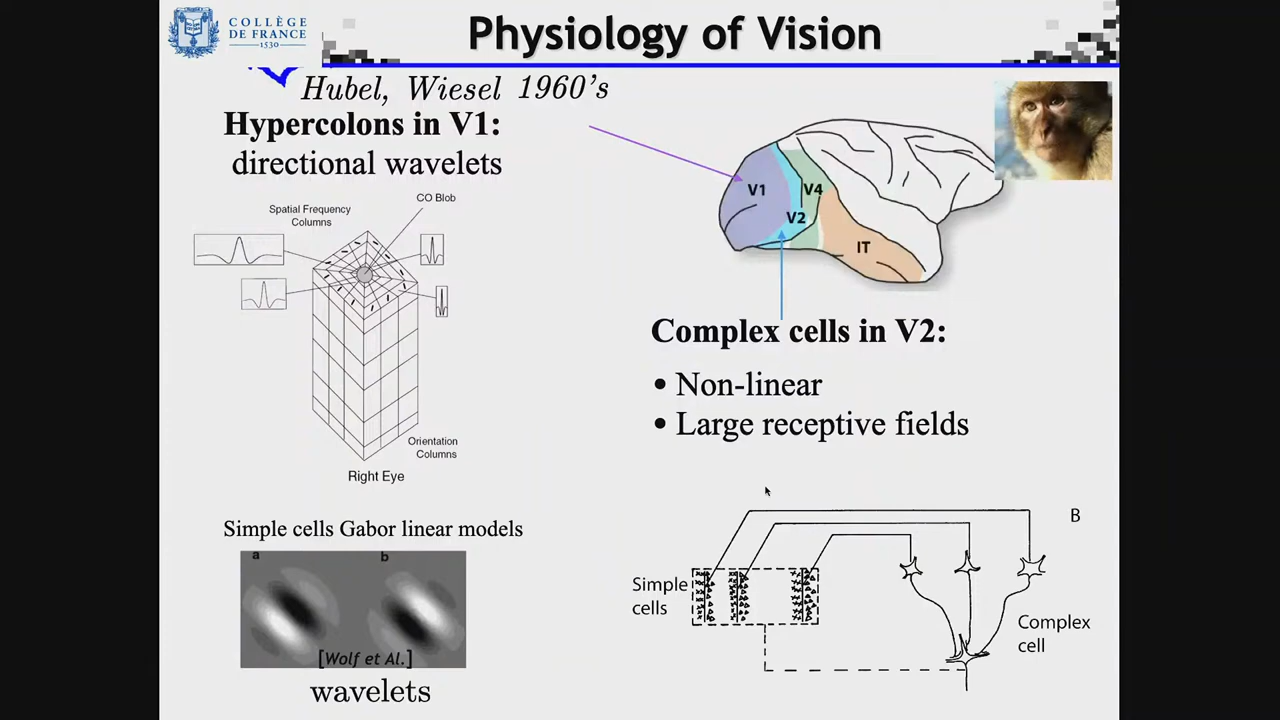 COLLÈGE
DE FRANCE
1530
Physiology of Vision
Hubel, Wiesel 1960's
Hypercolons in V1:
directional wavelets
CO Blob
Spatial Frequency
Columns
Orientation
Columns
Right Eye
Simple cells Gabor linear models
a b
[Wolf et Al.]
wavelets
V1
V4
V2
IT
Complex cells in V2:
• Non-linear
• Large receptive fields
B
Simple
cells
Complex
cell